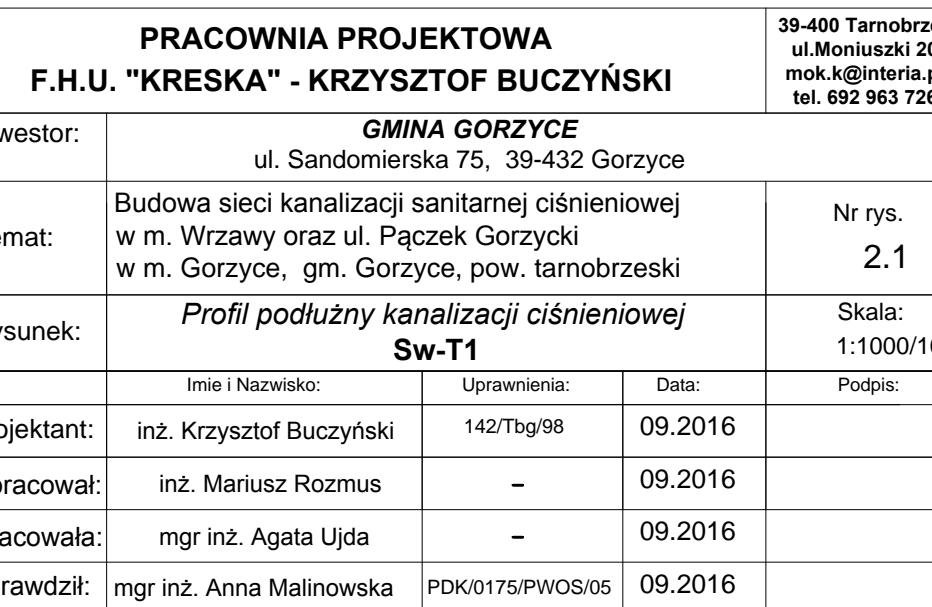 PRACOWNIA PROJEKTOWA
F.H.U. "KRESKA" - KRZYSZTOF BUCZYŃSKI
39-400 Tarnobrze
ul.Moniuszki 20
mok.k@interia.p
tel. 692 963 726
westor:
GMINA GORZYCE
ul. Sandomierska 75, 39-432 Gorzyce
emat:
Budowa sieci kanalizacji sanitarnej ciśnieniowej
w m. Wrzawy oraz ul. Pączek Gorzycki
w m. Gorzyce, gm. Gorzyce, pow. tarnobrzeski
Nr rys.
2.1
ysunek:
Profil podłużny kanalizacji ciśnieniowej
Sw-T1
Skala:
1:1000/10
Imie i Nazwisko: Uprawnienia: Data: Podpis:
ojektant: inż. Krzysztof Buczyński 142/Tbg/98 09.2016
pracował: inż. Mariusz Rozmus - 09.2016
acowała: mgr inż. Agata Ujda - 09.2016
rawdził: mgr inż. Anna Malinowska PDK/0175/PWOS/05 09.2016